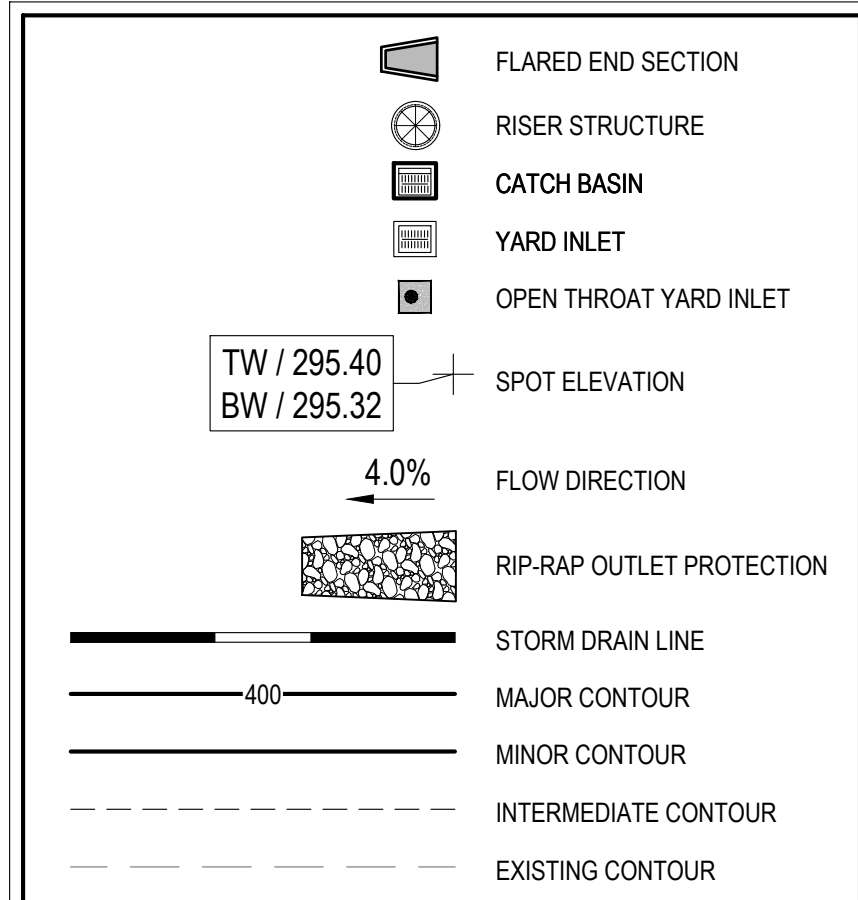 FLARED END SECTION
RISER STRUCTURE
CATCH BASIN
YARD INLET
OPEN THROAT YARD INLET
TW / 295.40
BW / 295.32
SPOT ELEVATION
4.0%
FLOW DIRECTION
RIP-RAP OUTLET PROTECTION
STORM DRAIN LINE
400
MAJOR CONTOUR
MINOR CONTOUR
INTERMEDIATE CONTOUR
EXISTING CONTOUR